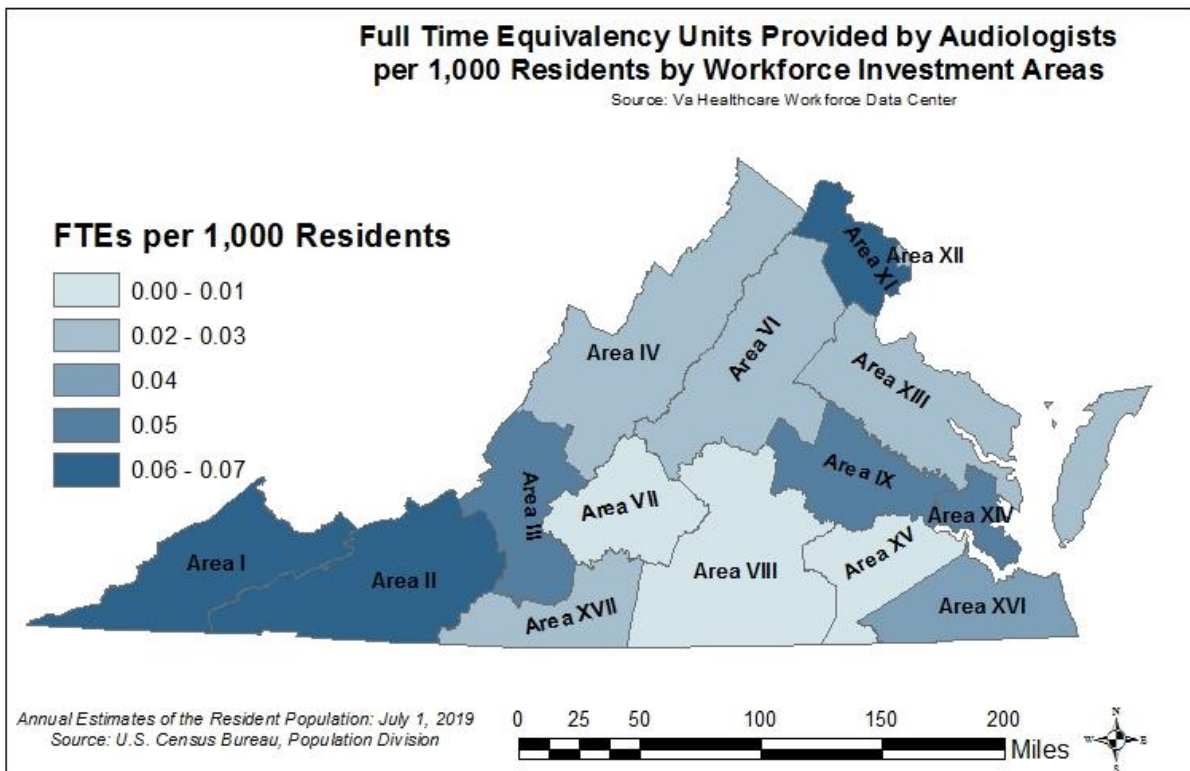 Full Time Equivalency Units Provided by Audiologists
per 1,000 Residents by Workforce Investment Areas
Source: Va Healthcare Workforce Data Center
FTEs per 1,000 Residents
0.00 - 0.01
0.02 - 0.03
0.04
0.05
0.06 - 0.07
Area XII
Area XI
Area IV
Area VI
Area XIII
Area III
Area VII
Area IX
Area XIV
Area I
Area II
Area VIII
Area XV
Area XVII
Area XVI
Annual Estimates of the Resident Population: July 1, 2019
Source: U.S. Census Bureau, Population Division
0 25 50 100 150 200
Miles
N
W E
S